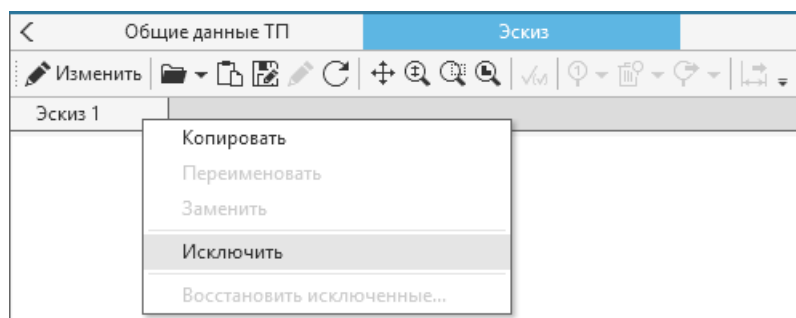 Общие данные ТП
Эскиз
Изменить
Эскиз 1
Копировать
Переименовать
Заменить
Исключить
Восстановить исключенные...